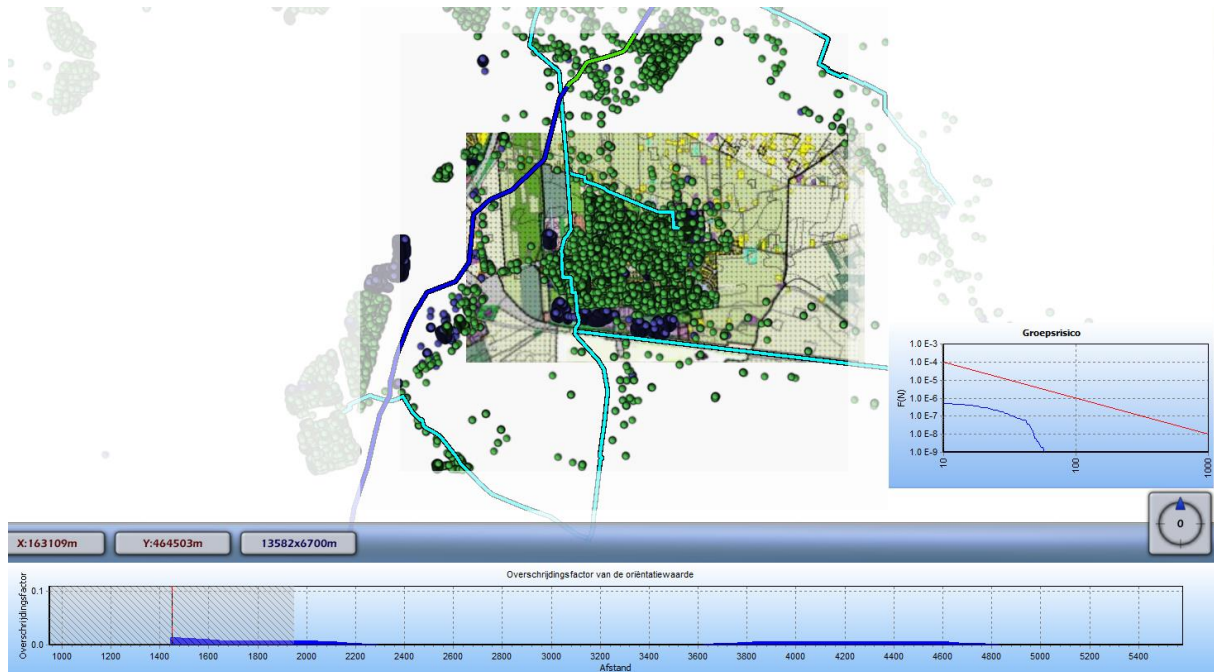 Groepsrisico
1.0 E-3
1.0 E-4
1.0 E-5
1.0 E-6
1.0 E-7
1.0 E-8
1.0 E-9
F(N)
10
100
1000
0
X:163109m
Y:464503m
13582x6700m
Overschrijdingsfactor van de oriëntatiewaarde
Overschrijdingsfactor
0.1
0.0
1000 1200 1400 1600 1800 2000 2200 2400 2600 2800 3000 3200 3400 3600 3800 4000 4200 4400 4600 4800 5000 5200 5400
Afstand